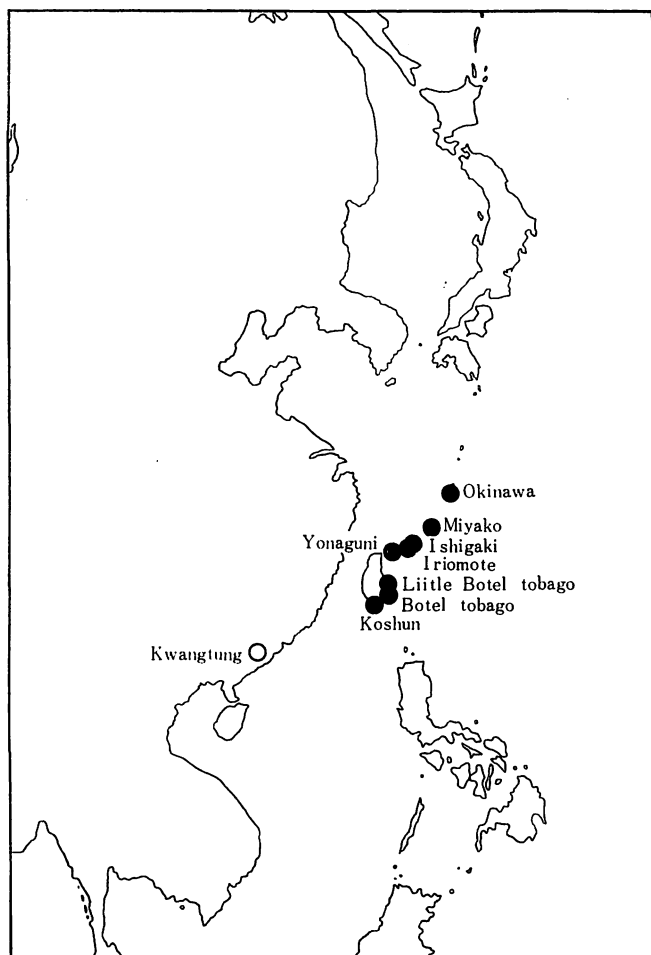 Okinawa
Miyako
Yonaguni
Ishigaki
Iriomote
Liitle Botel tobago
Botel tobago
Koshun
Kwangtung